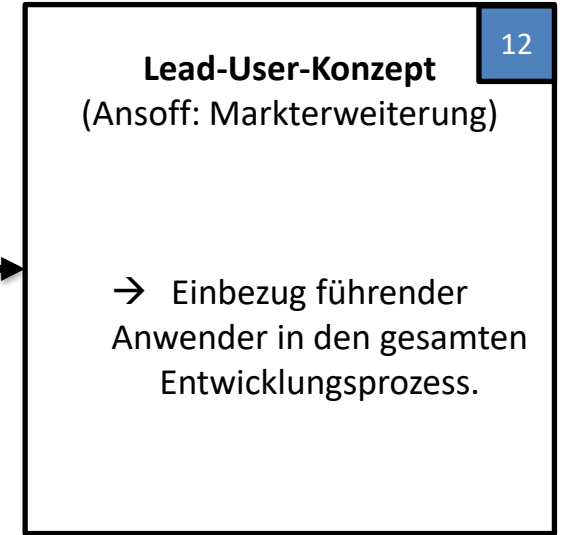 12
Lead-User-Konzept
(Ansoff: Markterweiterung)
→ Einbezug führender
Anwender in den gesamten
Entwicklungsprozess.